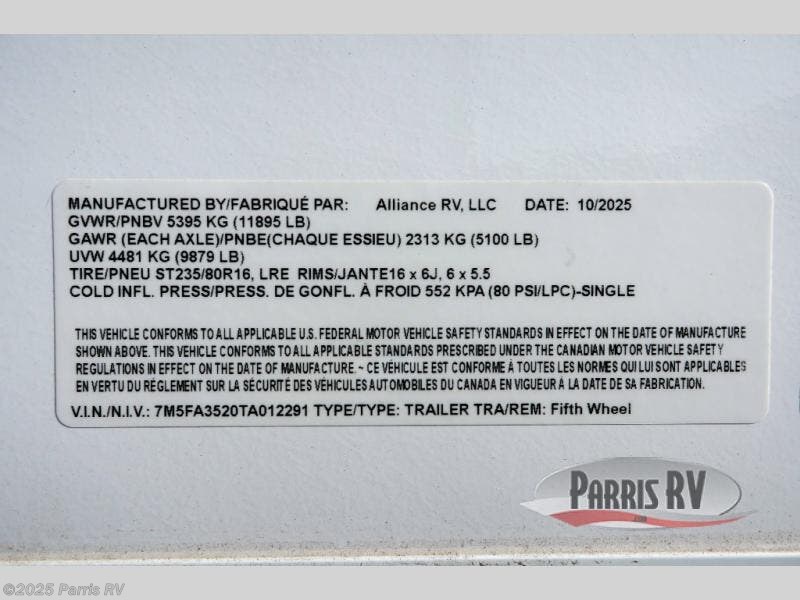 MANUFACTURED BY/FABRIQUÉ PAR: Alliance RV, LLC DATE: 10/2025
GVWR/PNBV 5395 KG (11895 LB)
GAWR (EACH AXLE)/PNBE(CHAQUE ESSIEU) 2313 KG (5100 LB)
UVW 4481 KG (9879 LB)
TIRE/PNEU ST235/80R16, LRE RIMS/JANTE16 x 6J, 6 x 5.5
COLD INFL. PRESS/PRESS. DE GONFL. À FROID 552 KPA (80 PSI/LPC)-SINGLE
THIS VEHICLE CONFORMS TO ALL APPLICABLE U.S. FEDERAL MOTOR VEHICLE SAFETY STANDARDS IN EFFECT ON THE DATE OF MANUFACTURE
SHOWN ABOVE. THIS VEHICLE CONFORMS TO ALL APPLICABLE STANDARDS PRESCRIBED UNDER THE CANADIAN MOTOR VEHICLE SAFETY
REGULATIONS IN EFFECT ON THE DATE OF MANUFACTURE. ~ CE VÉHICULE EST CONFORME À TOUTES LES NORMES QUI LUI SONT APPLICABLES
EN VERTU DU RÈGLEMENT SUR LA SÉCURITÉ DES VÉHICULES AUTOMOBILES DU CANADA EN VIGUEUR À LA DATE DE SA FABRICATION.
V.I.N./N.I.V.: 7M5FA3520TA012291 TYPE/TYPE: TRAILER TRA/REM: Fifth Wheel
PARRIS RV
.com
©2025 Parris RV